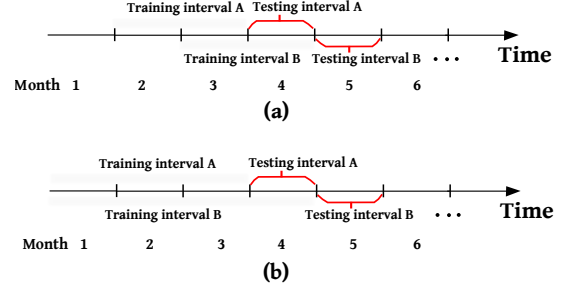 Training interval A Testing interval A
Training interval B Testing interval B • • • Time
Month 1 2 3 4 5 6
(a)
Training interval A Testing interval A
Training interval B Testing interval B • • • Time
Month 1 2 3 4 5 6
(b)